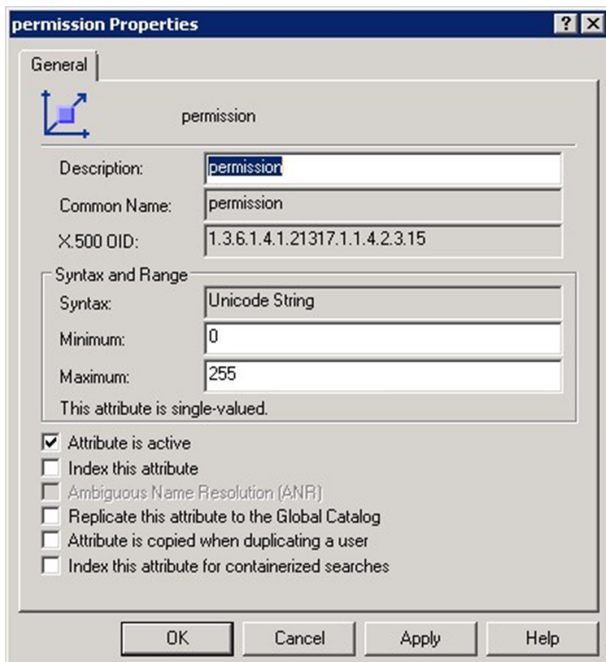 permission Properties
General
permission
Description: permission
Common Name: permission
X.500 OID: 1.3.6.1.4.1.21317.1.1.4.2.3.15
Syntax and Range
Syntax: Unicode String
Minimum: 0
Maximum: 255
This attribute is single-valued.
Attribute is active
Index this attribute
Ambiguous Name Resolution (ANR)
Replicate this attribute to the Global Catalog
Attribute is copied when duplicating a user
Index this attribute for containerized searches
OK Cancel Apply Help